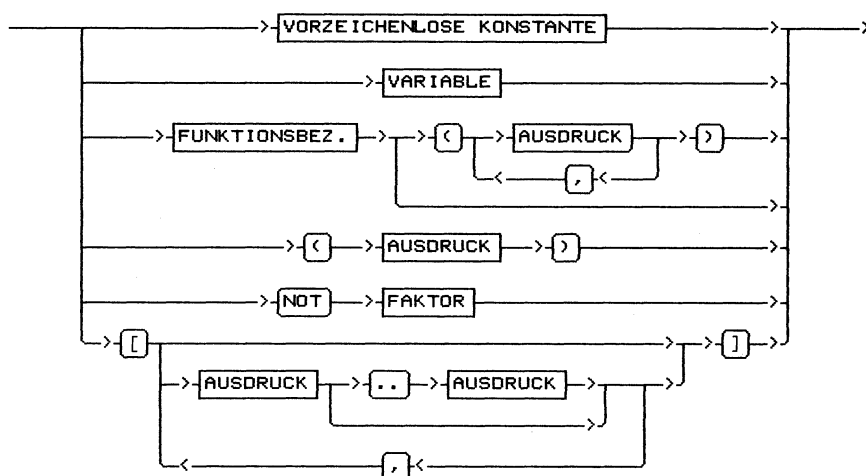 VORZEICHENLOSE KONSTANTE
VARIABLE
FUNKTIONSBEZ. ( AUSDRUCK )
,
( AUSDRUCK )
NOT FAKTOR
[ ]
AUSDRUCK .. AUSDRUCK
,